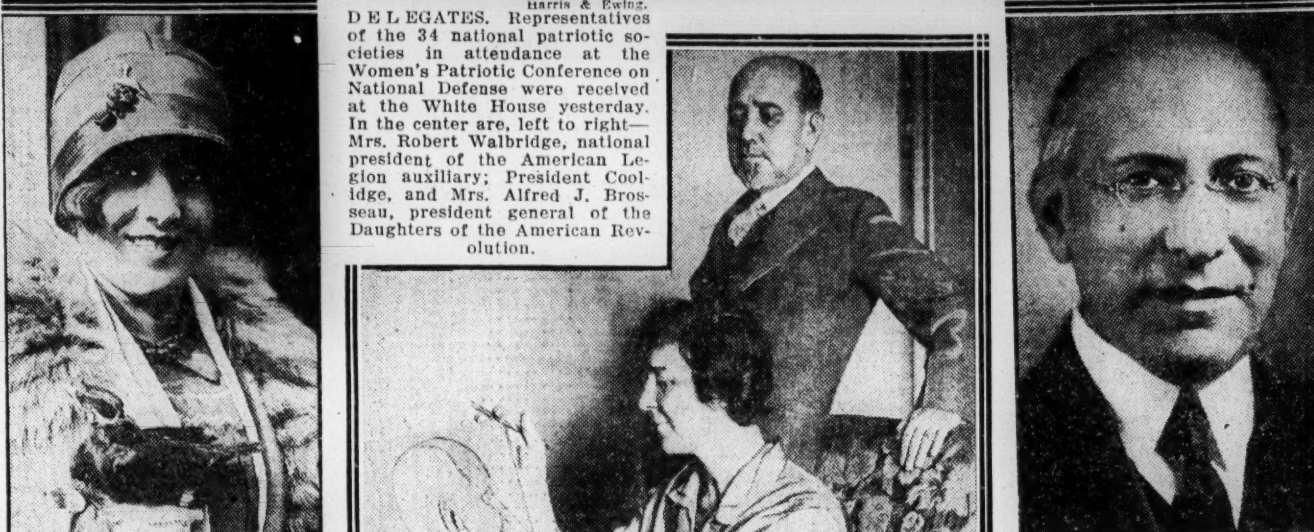 Harris & Ewing.
DELEGATES. Representatives
of the 34 national patriotic so-
cieties in attendance at the
Women's Patriotic Conference on
National Defense were received
at the White House yesterday.
In the center are, left to right—
Mrs. Robert Walbridge, national
president of the American Le-
gion auxiliary; President Cool-
idge, and Mrs. Alfred J. Bros-
seau, president general of the
Daughters of the American Rev-
olution.